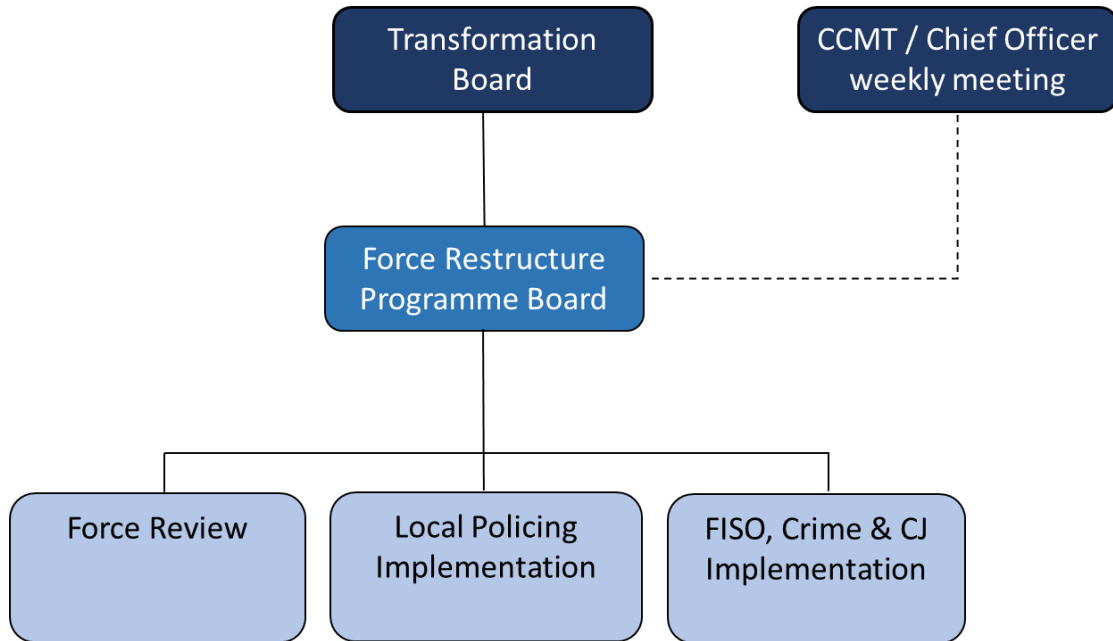 Transformation
Board
CCMT / Chief Officer
weekly meeting
Force Restructure
Programme Board
Force Review
Local Policing
Implementation
FISO, Crime & CJ
Implementation